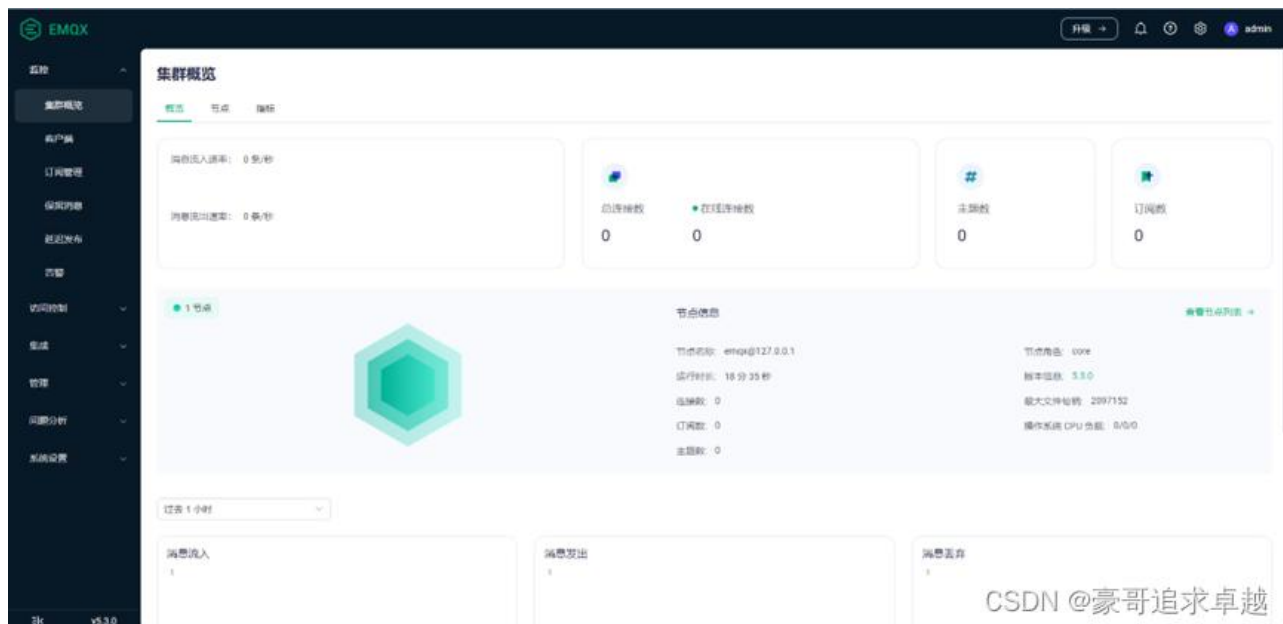 EMQX
升级 →
admin
监控
集群概览
客户端
订阅管理
保留消息
延迟发布
告警
访问控制
集成
管理
问题分析
系统设置
v5.3.0
集群概览
概览 节点 指标
消息流入速率: 0 条/秒
消息流出速率: 0 条/秒
总连接数 在线连接数
0 0
主题数
0
订阅数
0
1 节点
节点信息
查看节点列表 →
节点名称: emqx@127.0.0.1
节点角色: core
运行时长: 18 分 35 秒
版本信息: 5.3.0
连接数: 0
最大文件句柄: 2097152
订阅数: 0
操作系统 CPU 负载: 0/0/0
主题数: 0
过去 1 小时
消息流入
消息发出
消息丢弃
CSDN @豪哥追求卓越